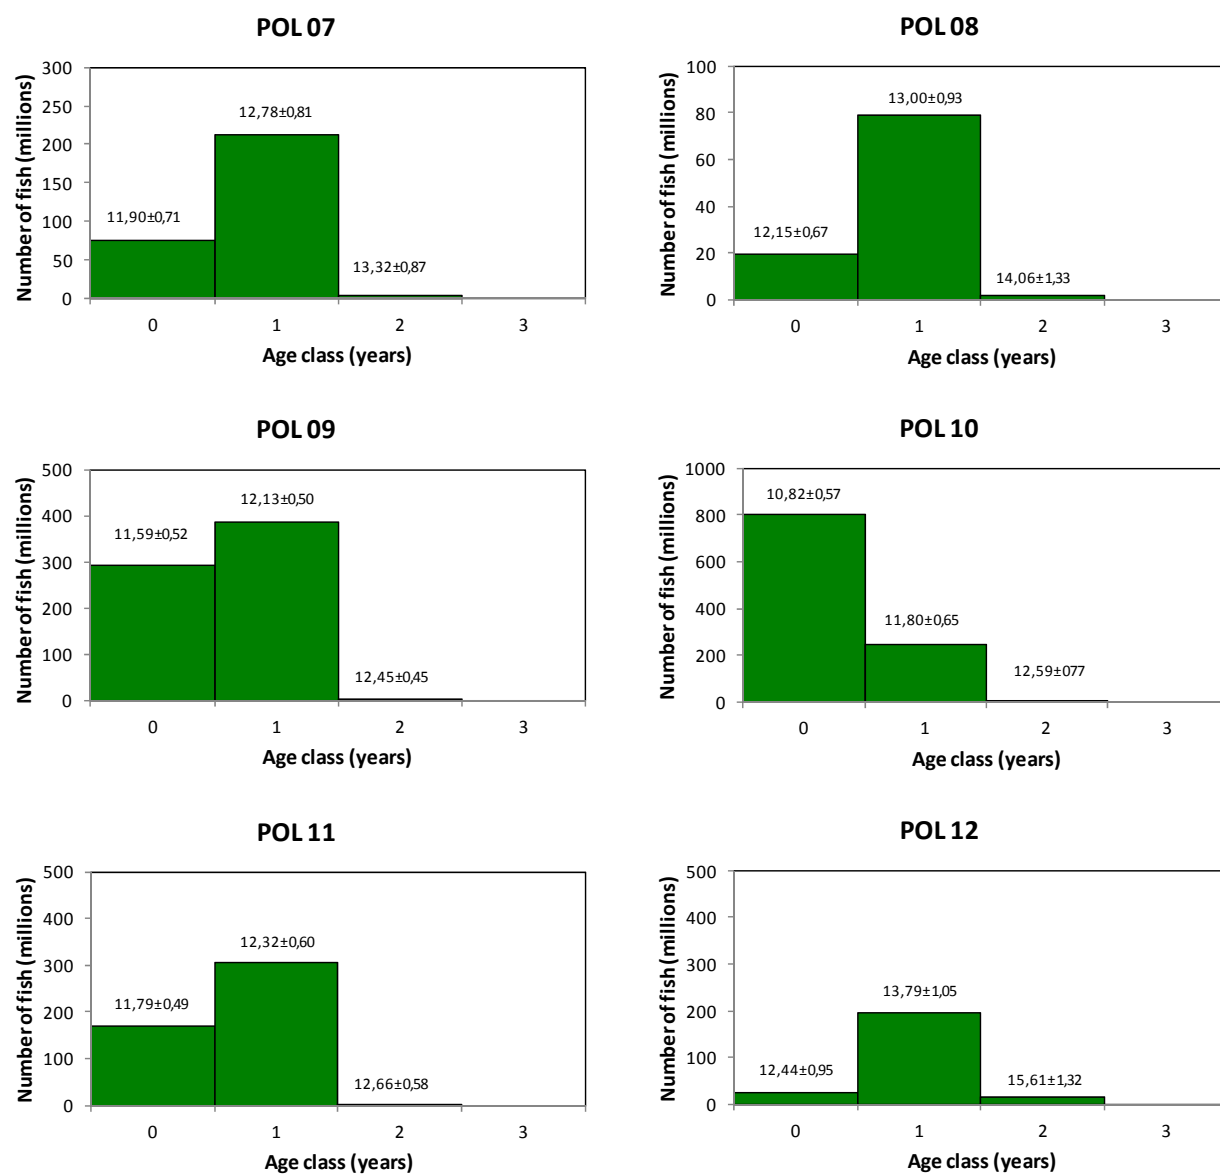 POL 07
Number of fish (millions)
300
250
200
150
100
50
0
11,90±0,71
12,78±0,81
13,32±0,87
0 1 2 3
Age class (years)
POL 08
Number of fish (millions)
100
80
60
40
20
0
12,15±0,67
13,00±0,93
14,06±1,33
0 1 2 3
Age class (years)
POL 09
Number of fish (millions)
500
400
300
200
100
0
11,59±0,52
12,13±0,50
12,45±0,45
0 1 2 3
Age class (years)
POL 10
Number of fish (millions)
1000
800
600
400
200
0
10,82±0,57
11,80±0,65
12,59±077
0 1 2 3
Age class (years)
POL 11
Number of fish (millions)
500
400
300
200
100
0
11,79±0,49
12,32±0,60
12,66±0,58
0 1 2 3
Age class (years)
POL 12
Number of fish (millions)
500
400
300
200
100
0
12,44±0,95
13,79±1,05
15,61±1,32
0 1 2 3
Age class (years)